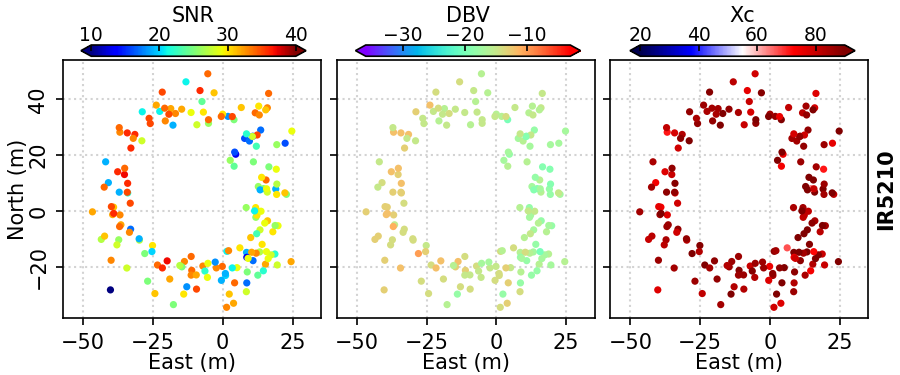 SNR DBV Xc
10 20 30 40 −30 −20 −10 20 40 60 80
40
20
0
−20
North (m)
IR5210
−50 −25 0 25 −50 −25 0 25 −50 −25 0 25
East (m) East (m) East (m)